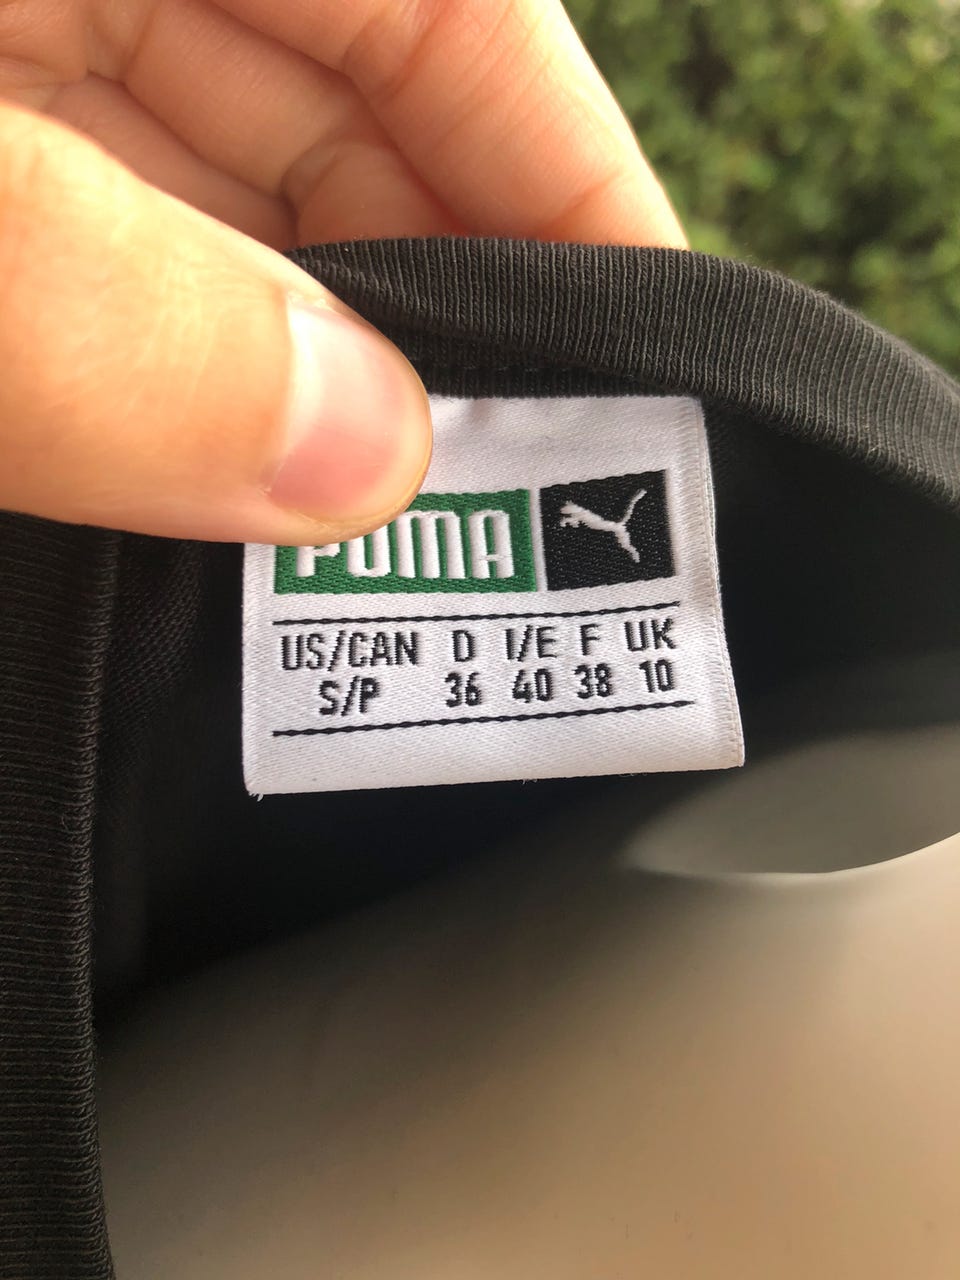 PUMA
US/CAN D I/E F UK
S/P 36 40 38 10